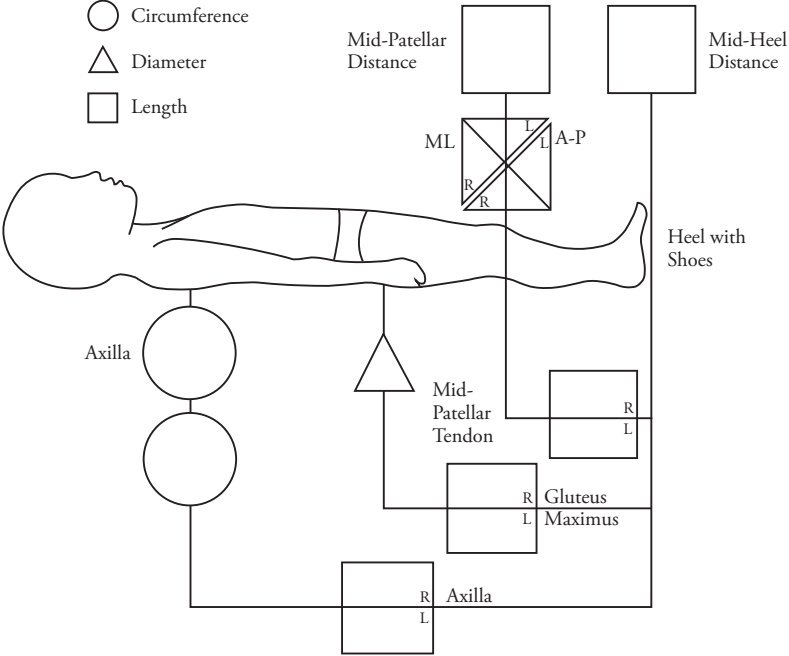 Circumference
Diameter
Length
Mid-Patellar
Distance
Mid-Heel
Distance
ML
L
L
A-P
R
R
Heel with
Shoes
Axilla
Mid-
Patellar
Tendon
R
L
R
Gluteus
L
Maximus
R
Axilla
L